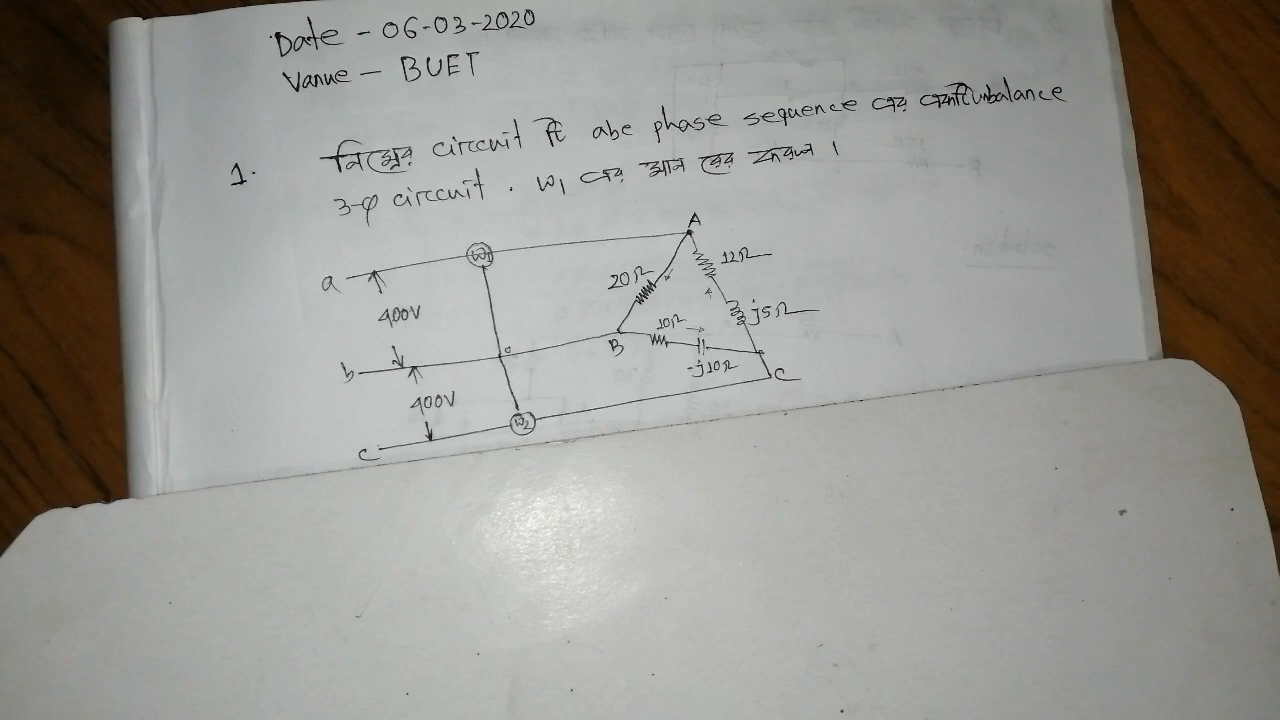 Date - 06-03-2020
Vanue - BUET
1. নিম্নের circuit টি abc phase sequence এর একটি unbalance
3-φ circuit. W1 এর মান বের করুন।
A
W1
12Ω
a
20Ω
400V
j5Ω
10Ω
B
b
-j10Ω
C
400V
W2
c